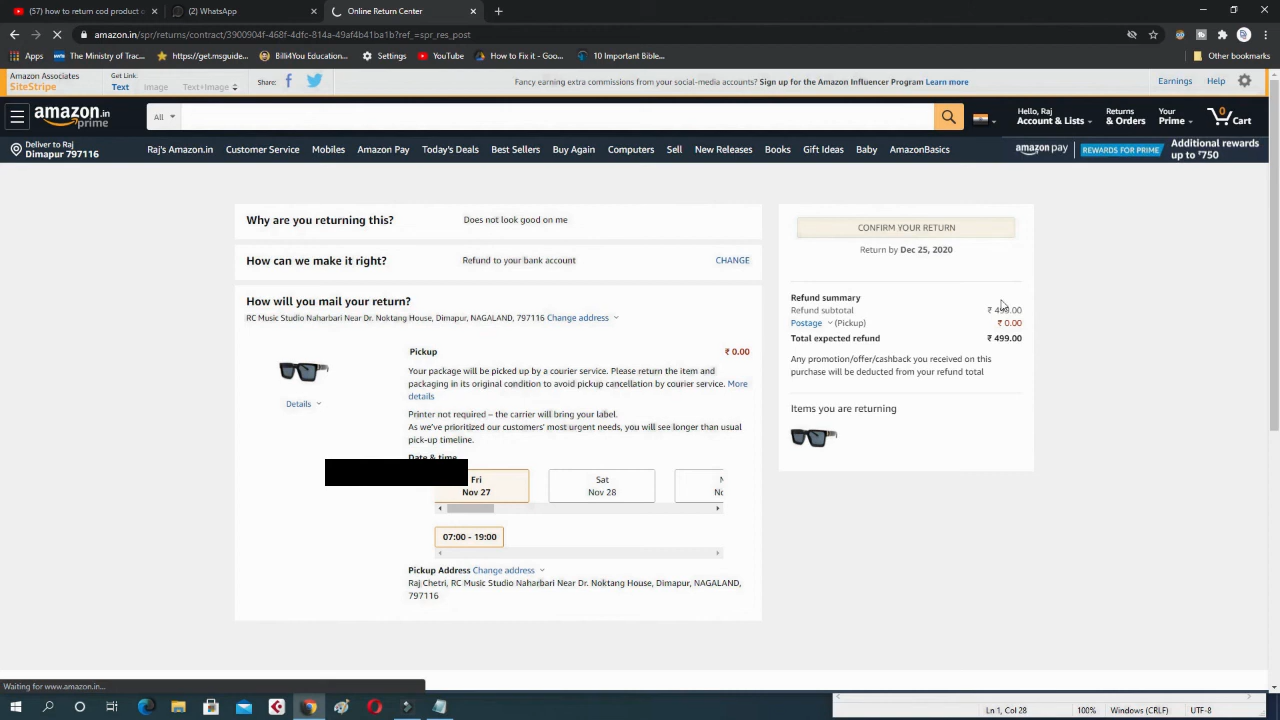 (57) how to return cod product o
(2) WhatsApp
Online Return Center
amazon.in/spr/returns/contract/3900904f-468f-4dfc-814a-49af4b41ba1b?ref_=spr_res_post
Apps
The Ministry of Trac...
https://get.msguide...
Bill4You Education...
Settings
YouTube
How to Fix it - Goo...
10 Important Bible...
Other bookmarks
Amazon Associates
SiteStripe
Get Link:
Text
Image
Text+Image
Share:
Fancy earning extra commissions from your social-media accounts? Sign up for the Amazon Influencer Program Learn more
Earnings
Help
amazon.in
prime
All
Hello, Raj
Account & Lists
Returns
& Orders
Your
Prime
0
Cart
Deliver to Raj
Dimapur 797116
Raj's Amazon.in
Customer Service
Mobiles
Amazon Pay
Today's Deals
Best Sellers
Buy Again
Computers
Sell
New Releases
Books
Gift Ideas
Baby
AmazonBasics
amazon pay
REWARDS FOR PRIME
Additional rewards
up to ₹750
Why are you returning this?
Does not look good on me
How can we make it right?
Refund to your bank account
CHANGE
How will you mail your return?
RC Music Studio Naharbari Near Dr. Noktang House, Dimapur, NAGALAND, 797116 Change address
Details
Pickup
₹ 0.00
Your package will be picked up by a courier service. Please return the item and
packaging in its original condition to avoid pickup cancellation by courier service. More
details
Printer not required – the carrier will bring your label.
As we've prioritized our customers' most urgent needs, you will see longer than usual
pick-up timeline.
Date & time
Fri
Nov 27
Sat
Nov 28
07:00 - 19:00
Pickup Address Change address
Raj Chetri, RC Music Studio Naharbari Near Dr. Noktang House, Dimapur, NAGALAND,
797116
CONFIRM YOUR RETURN
Return by Dec 25, 2020
Refund summary
Refund subtotal
₹ 499.00
Postage (Pickup)
₹ 0.00
Total expected refund
₹ 499.00
Any promotion/offer/cashback you received on this
purchase will be deducted from your refund total
Items you are returning
Waiting for www.amazon.in...
Ln 1, Col 28
100%
Windows (CRLF)
UTF-8